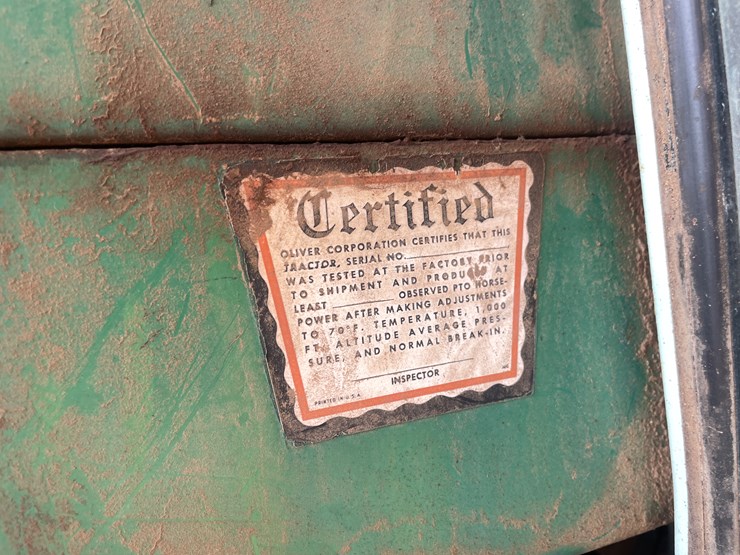 Certified
OLIVER CORPORATION CERTIFIES THAT THIS
TRACTOR, SERIAL NO.
WAS TESTED AT THE FACTORY PRIOR
TO SHIPMENT AND PRODUCED AT
LEAST OBSERVED PTO HORSE-
POWER AFTER MAKING ADJUSTMENTS
TO 70°F. TEMPERATURE, 1,000
FT. ALTITUDE AVERAGE PRES-
SURE, AND NORMAL BREAK-IN.
INSPECTOR
PRINTED IN U.S.A.